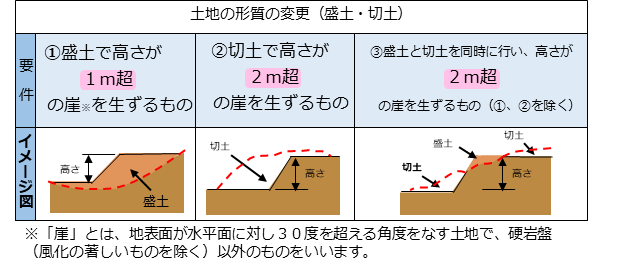 土地の形質の変更（盛土・切土）
要件
①盛土で高さが
１ｍ超
の崖※を生ずるもの
②切土で高さが
２ｍ超
の崖を生ずるもの
③盛土と切土を同時に行い、高さが
２ｍ超
の崖を生ずるもの（①、②を除く）
イメージ図
高さ
盛土
切土
高さ
盛土
切土
切土
高さ
※「崖」とは、地表面が水平面に対し３０度を超える角度をなす土地で、硬岩盤
（風化の著しいものを除く）以外のものをいいます。